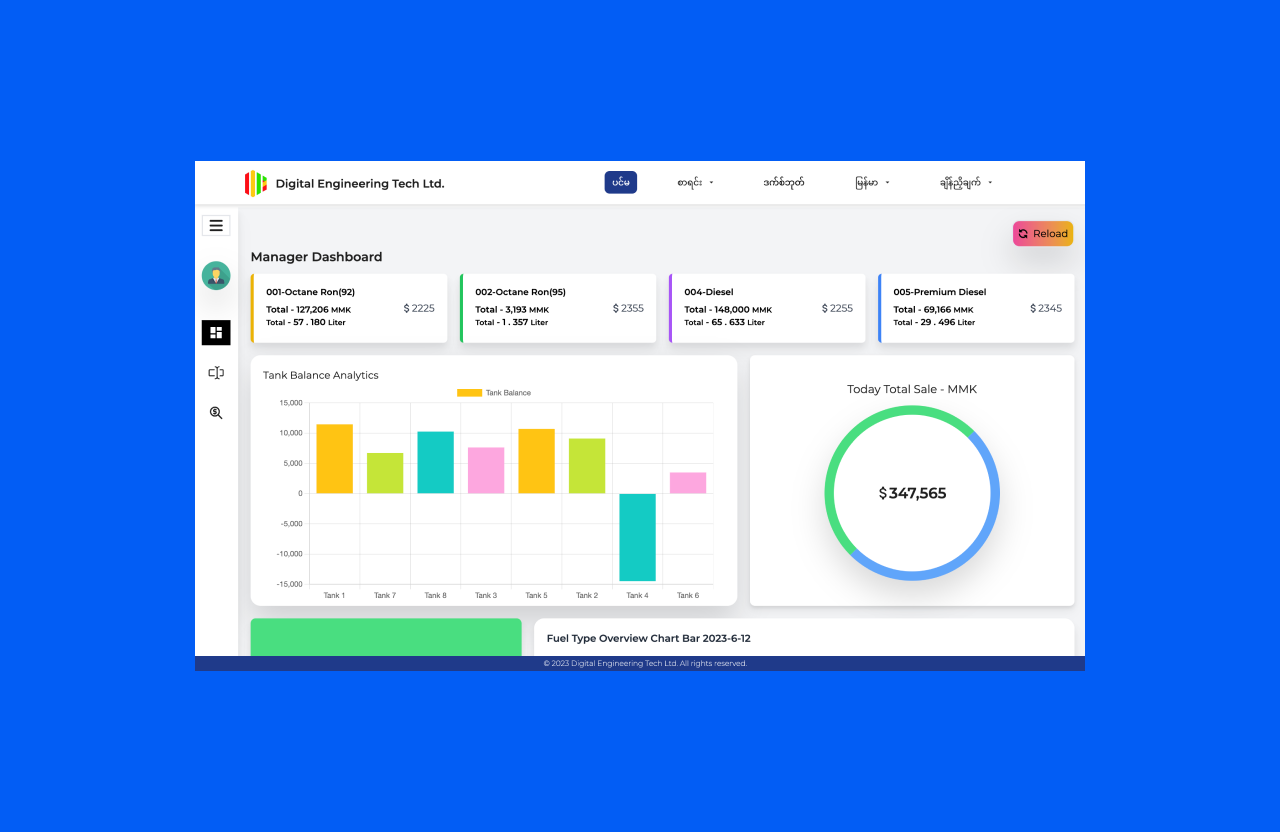 Digital Engineering Tech Ltd.
ပင်မ
စာရင်း
ဒက်စ်ဘုတ်
မြန်မာ
ချိန်ညှိချက်
Reload
Manager Dashboard
001-Octane Ron(92)
Total - 127,206 MMK
Total - 57 . 180 Liter
$ 2225
002-Octane Ron(95)
Total - 3,193 MMK
Total - 1 . 357 Liter
$ 2355
004-Diesel
Total - 148,000 MMK
Total - 65 . 633 Liter
$ 2255
005-Premium Diesel
Total - 69,166 MMK
Total - 29 . 496 Liter
$ 2345
Tank Balance Analytics
Tank Balance
15,000
10,000
5,000
0
-5,000
-10,000
-15,000
Tank 1 Tank 7 Tank 8 Tank 3 Tank 5 Tank 2 Tank 4 Tank 6
Today Total Sale - MMK
$ 347,565
Fuel Type Overview Chart Bar 2023-6-12
© 2023 Digital Engineering Tech Ltd. All rights reserved.